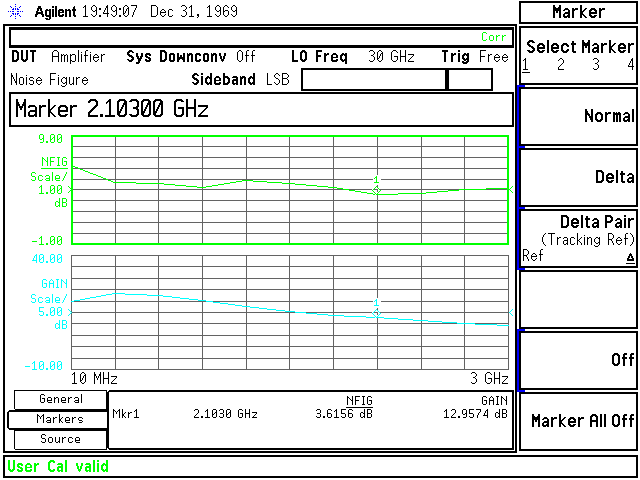 Agilent 19:49:07 Dec 31, 1969
Marker
Corr
DUT Amplifier Sys Downconv Off LO Freq 30 GHz Trig Free
Noise Figure Sideband LSB
Marker 2.10300 GHz
9.00
NFIG
Scale/
1.00
dB
-1.00
1
40.00
GAIN
Scale/
5.00
dB
-10.00
1
10 MHz 3 GHz
General
Markers
Source
NFIG GAIN
Mkr1 2.1030 GHz 3.6156 dB 12.9574 dB
User Cal valid
Select Marker
1 2 3 4
Normal
Delta
Delta Pair
(Tracking Ref)
Ref Δ
Off
Marker All Off